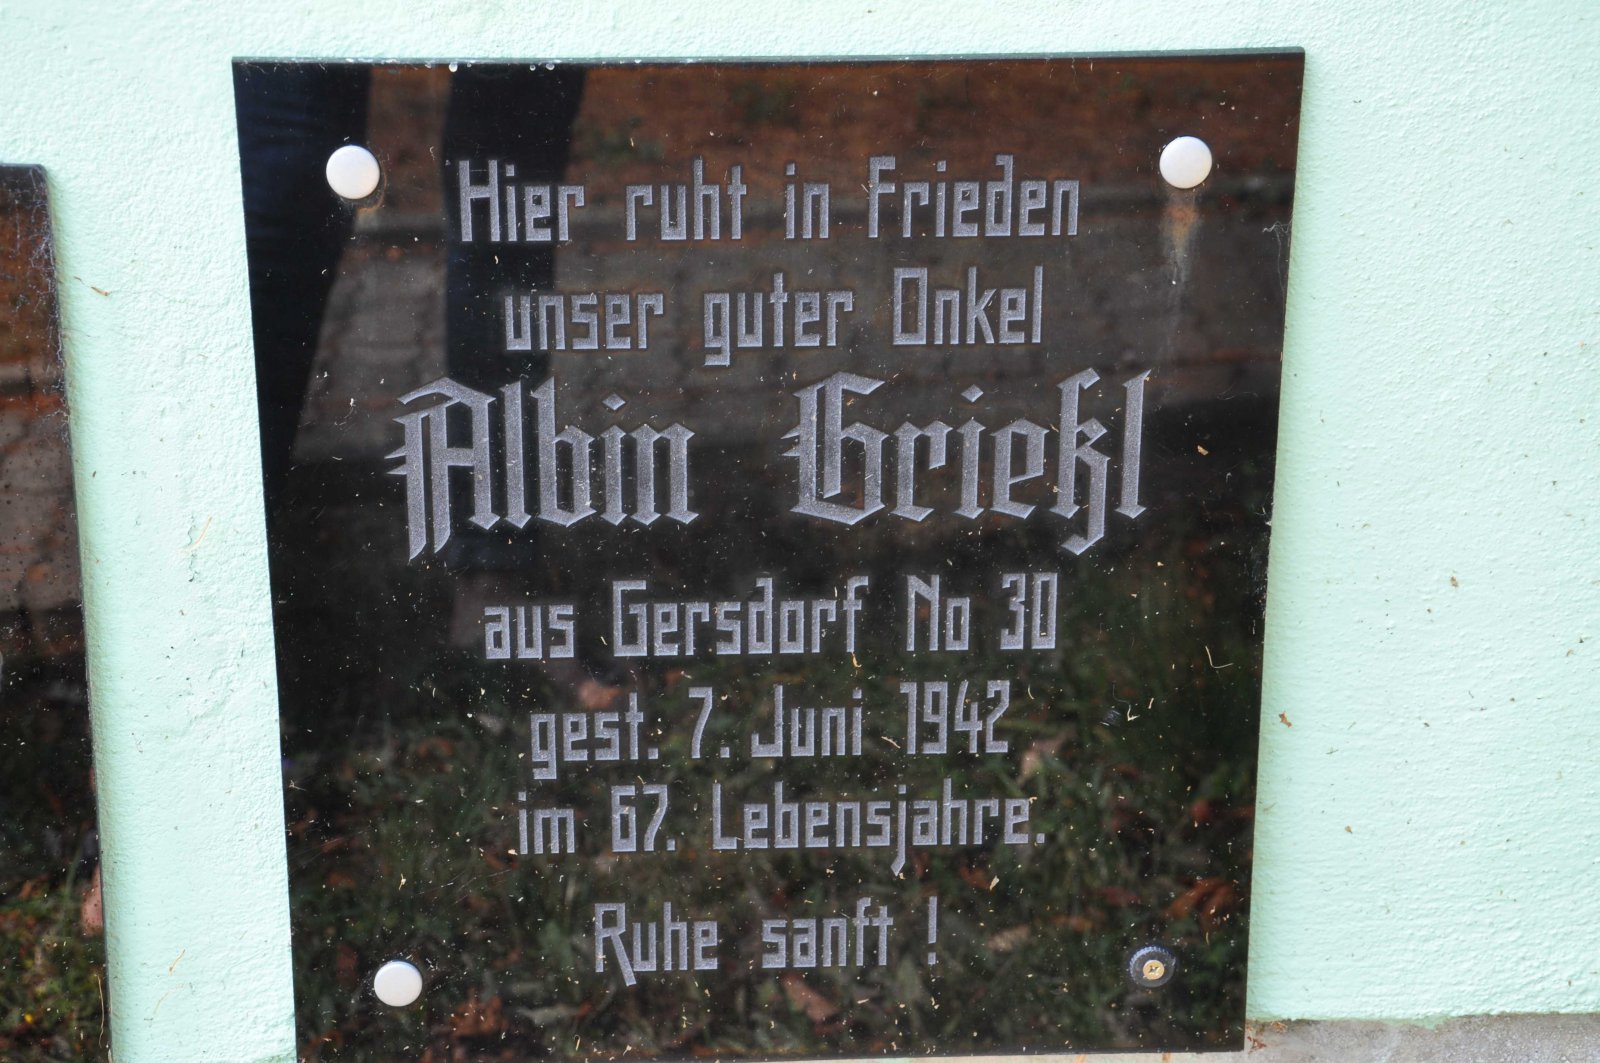 Hier ruht in Frieden
unser guter Onkel
Albin Grießl
aus Gersdorf No 30
gest. 7. Juni 1942
im 67. Lebensjahre.
Ruhe sanft !